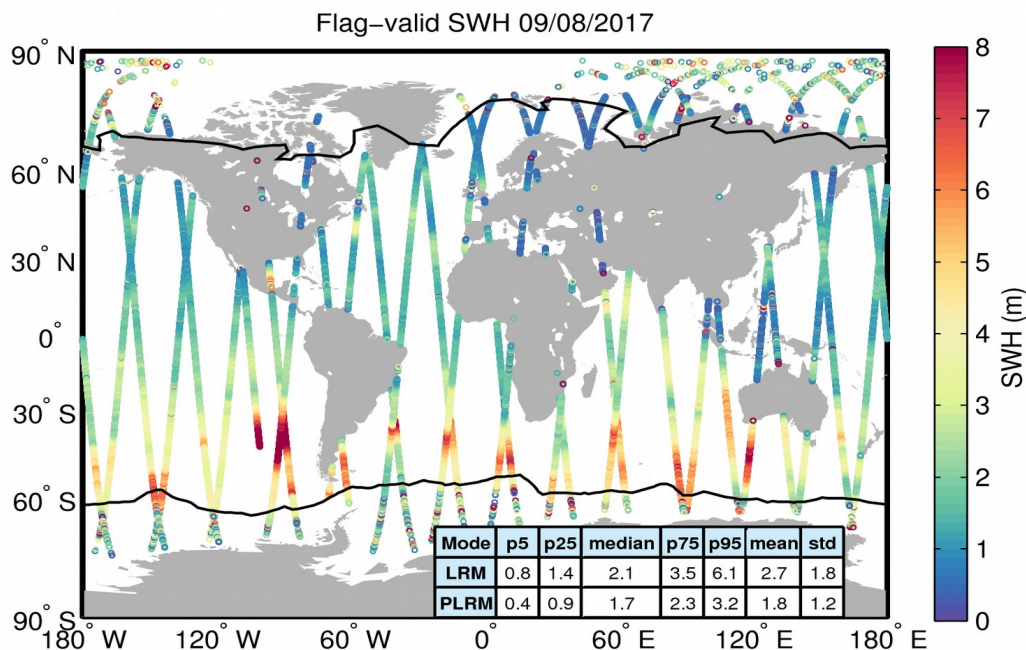 Flag–valid SWH 09/08/2017
90° N
60° N
30° N
0°
30° S
60° S
90° S
180° W
120° W
60° W
0°
60° E
120° E
180° E
8
7
6
5
4
3
2
1
0
SWH (m)
Mode p5 p25 median p75 p95 mean std
LRM 0.8 1.4 2.1 3.5 6.1 2.7 1.8
PLRM 0.4 0.9 1.7 2.3 3.2 1.8 1.2